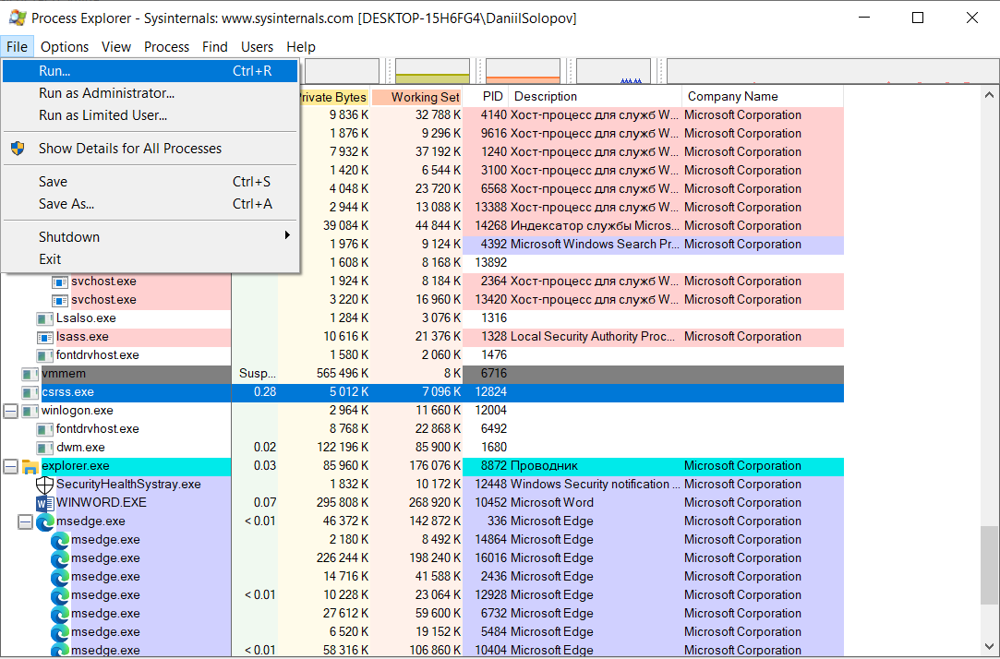 Process Explorer - Sysinternals: www.sysinternals.com [DESKTOP-15H6FG4\DaniilSolopov]
File Options View Process Find Users Help
Run... Ctrl+R
Run as Administrator...
Run as Limited User...
Show Details for All Processes
Save Ctrl+S
Save As... Ctrl+A
Shutdown
Exit
Private Bytes Working Set PID Description Company Name
9 836 K 32 788 K 4140 Хост-процесс для служб W... Microsoft Corporation
1 876 K 9 296 K 9616 Хост-процесс для служб W... Microsoft Corporation
7 932 K 37 192 K 1240 Хост-процесс для служб W... Microsoft Corporation
1 420 K 6 544 K 3100 Хост-процесс для служб W... Microsoft Corporation
4 048 K 23 720 K 6568 Хост-процесс для служб W... Microsoft Corporation
2 944 K 13 088 K 13388 Хост-процесс для служб W... Microsoft Corporation
39 084 K 44 844 K 14268 Индексатор службы Micros... Microsoft Corporation
1 976 K 9 124 K 4392 Microsoft Windows Search Pr... Microsoft Corporation
1 608 K 8 168 K 13892
svchost.exe 1 924 K 8 184 K 2364 Хост-процесс для служб W... Microsoft Corporation
svchost.exe 3 220 K 16 960 K 13420 Хост-процесс для служб W... Microsoft Corporation
LsaIso.exe 1 284 K 3 076 K 1316
lsass.exe 10 616 K 21 376 K 1328 Local Security Authority Proc... Microsoft Corporation
fontdrvhost.exe 1 580 K 2 060 K 1476
vmmem Susp... 565 496 K 8 K 6716
csrss.exe 0.28 5 012 K 7 096 K 12824
winlogon.exe 2 964 K 11 660 K 12004
fontdrvhost.exe 8 768 K 22 868 K 6492
dwm.exe 0.02 122 196 K 85 900 K 1680
explorer.exe 0.03 85 960 K 176 076 K 8872 Проводник Microsoft Corporation
SecurityHealthSystray.exe 1 832 K 10 172 K 12448 Windows Security notification ... Microsoft Corporation
WINWORD.EXE 0.07 295 808 K 268 920 K 10452 Microsoft Word Microsoft Corporation
msedge.exe < 0.01 46 372 K 142 872 K 336 Microsoft Edge Microsoft Corporation
msedge.exe 2 180 K 8 492 K 14864 Microsoft Edge Microsoft Corporation
msedge.exe 226 244 K 198 240 K 16016 Microsoft Edge Microsoft Corporation
msedge.exe 14 716 K 41 588 K 2436 Microsoft Edge Microsoft Corporation
msedge.exe < 0.01 10 228 K 23 064 K 12928 Microsoft Edge Microsoft Corporation
msedge.exe 27 612 K 59 600 K 6732 Microsoft Edge Microsoft Corporation
msedge.exe 6 520 K 19 152 K 5484 Microsoft Edge Microsoft Corporation
msedge.exe < 0.01 58 316 K 106 860 K 10404 Microsoft Edge Microsoft Corporation